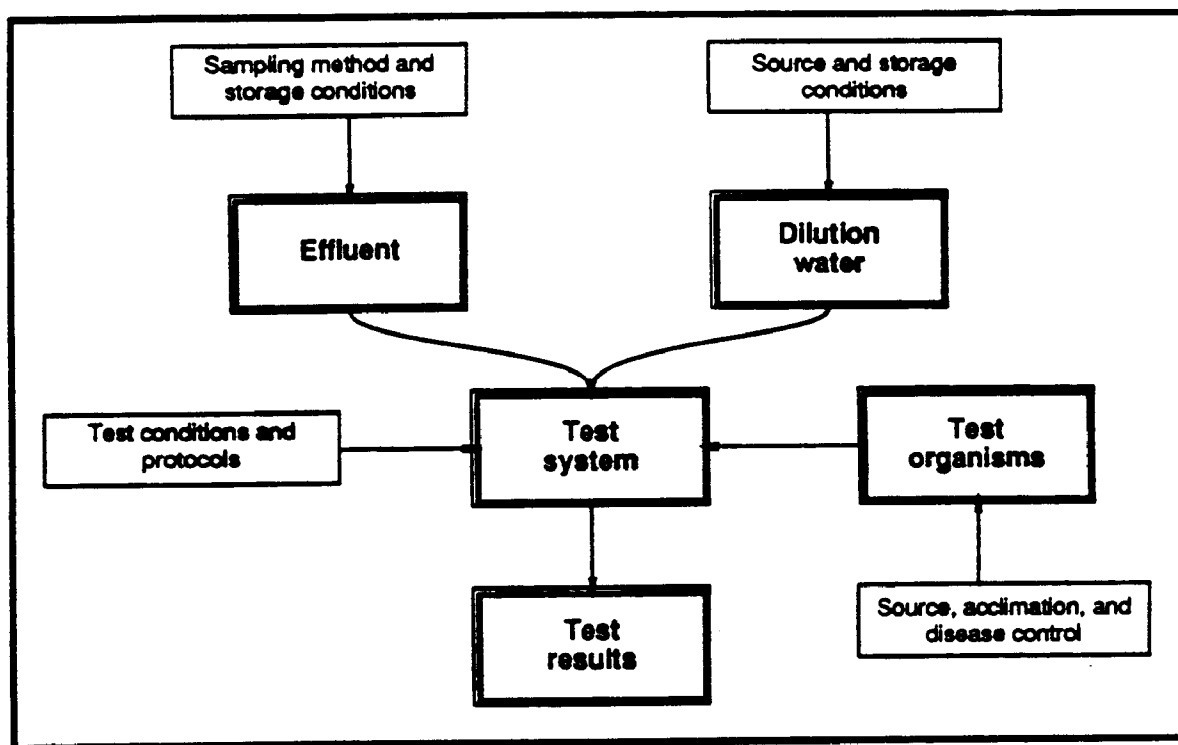 Sampling method and
storage conditions
Source and storage
conditions
Effluent
Dilution
water
Test conditions and
protocols
Test
system
Test
organisms
Test
results
Source, acclimation, and
disease control